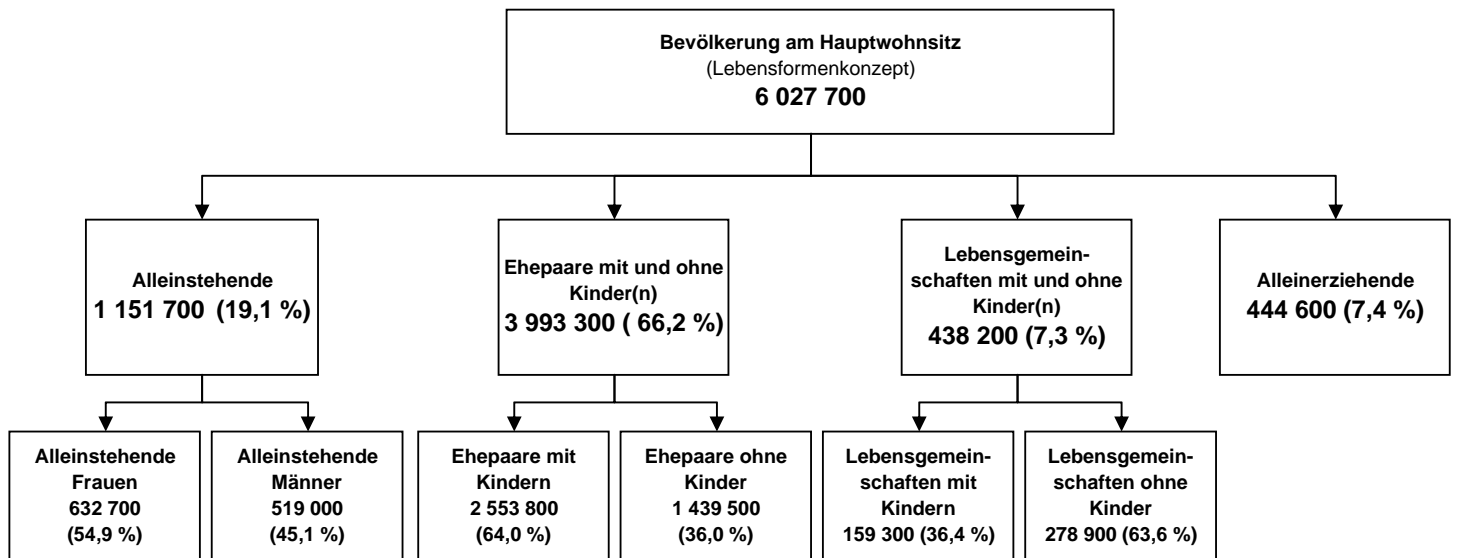 Bevölkerung am Hauptwohnsitz
(Lebensformenkonzept)
6 027 700
Alleinstehende
1 151 700 (19,1 %)
Ehepaare mit und ohne
Kinder(n)
3 993 300 ( 66,2 %)
Lebensgemein-
schaften mit und ohne
Kinder(n)
438 200 (7,3 %)
Alleinerziehende
444 600 (7,4 %)
Alleinstehende
Frauen
632 700
(54,9 %)
Alleinstehende
Männer
519 000
(45,1 %)
Ehepaare mit
Kindern
2 553 800
(64,0 %)
Ehepaare ohne
Kinder
1 439 500
(36,0 %)
Lebensgemein-
schaften mit
Kindern
159 300 (36,4 %)
Lebensgemein-
schaften ohne
Kinder
278 900 (63,6 %)